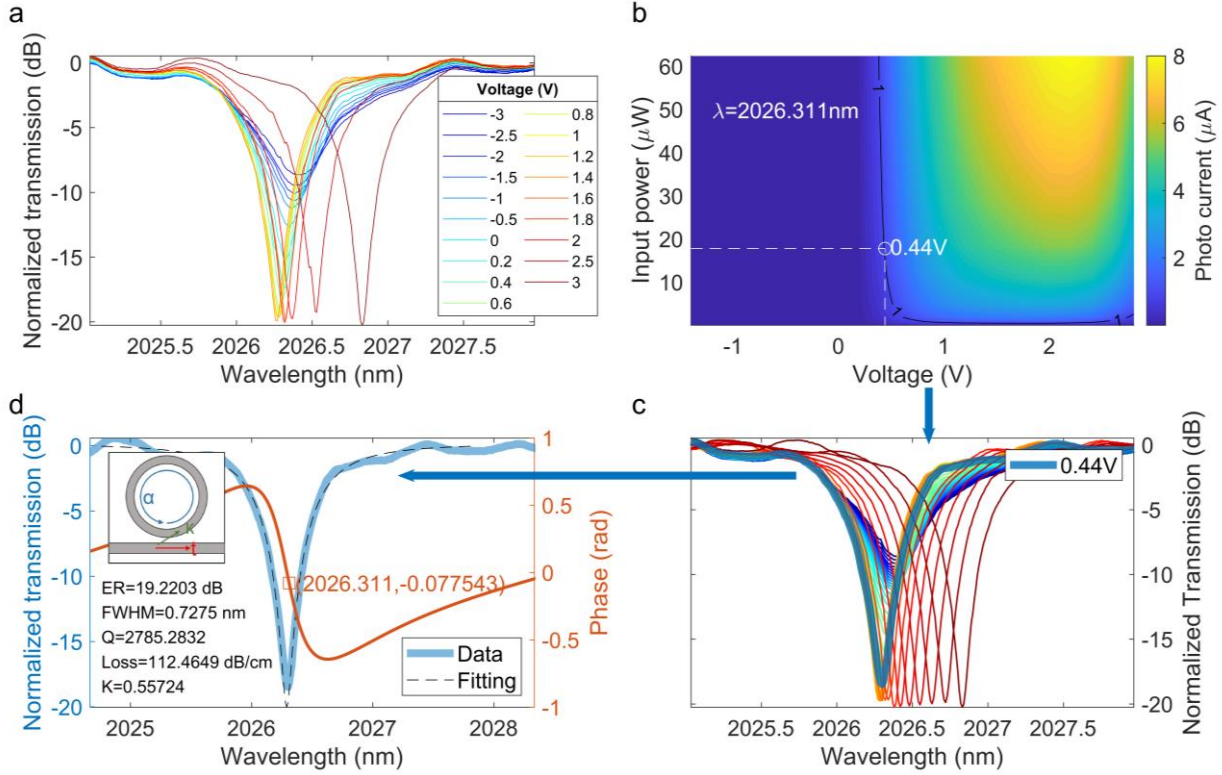 a
Normalized transmission (dB)
0
-5
-10
-15
-20
2025.5
2026
2026.5
2027
2027.5
Wavelength (nm)
Voltage (V)
-3
-2.5
-2
-1.5
-1
-0.5
0
0.2
0.4
0.6
0.8
1
1.2
1.4
1.6
1.8
2
2.5
3
b
Input power (μW)
60
50
40
30
20
10
λ=2026.311nm
1
0.44V
1
-1
0
1
2
Voltage (V)
8
6
4
2
Photo current (μA)
d
Normalized transmission (dB)
0
-5
-10
-15
-20
α
K
t
ER=19.2203 dB
FWHM=0.7275 nm
Q=2785.2832
Loss=112.4649 dB/cm
K=0.55724
(2026.311,-0.077543)
Data
Fitting
2025
2026
2027
2028
Wavelength (nm)
1
0.5
0
-0.5
-1
Phase (rad)
c
0.44V
2025.5
2026
2026.5
2027
2027.5
Wavelength (nm)
0
-5
-10
-15
-20
Normalized Transmission (dB)